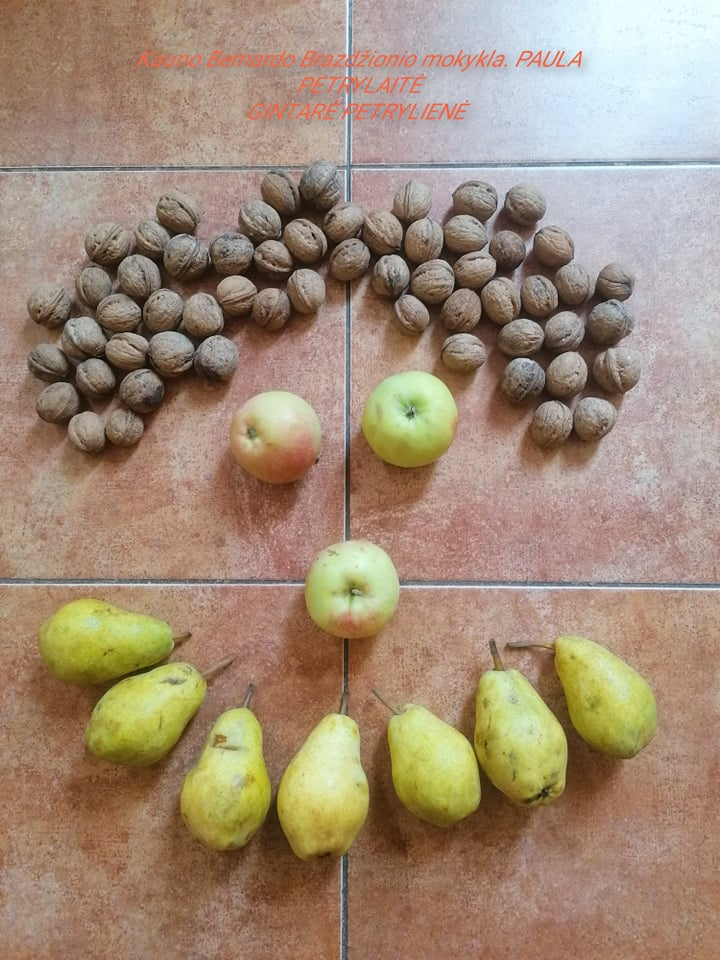 Kauno Bernardo Brazdžionio mokykla. PAULA
PETRYLAITĖ
GINTARĖ PETRYLIENĖ